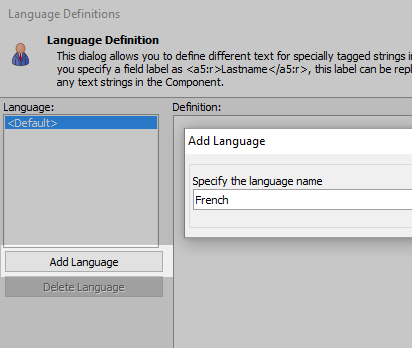 Language Definitions
Language Definition
This dialog allows you to define different text for specially tagged strings in
you specify a field label as <a5:r>Lastname</a5:r>, this label can be repl
any text strings in the Component.
Language:
Definition:
<Default>
Add Language
Specify the language name
French
Add Language
Delete Language